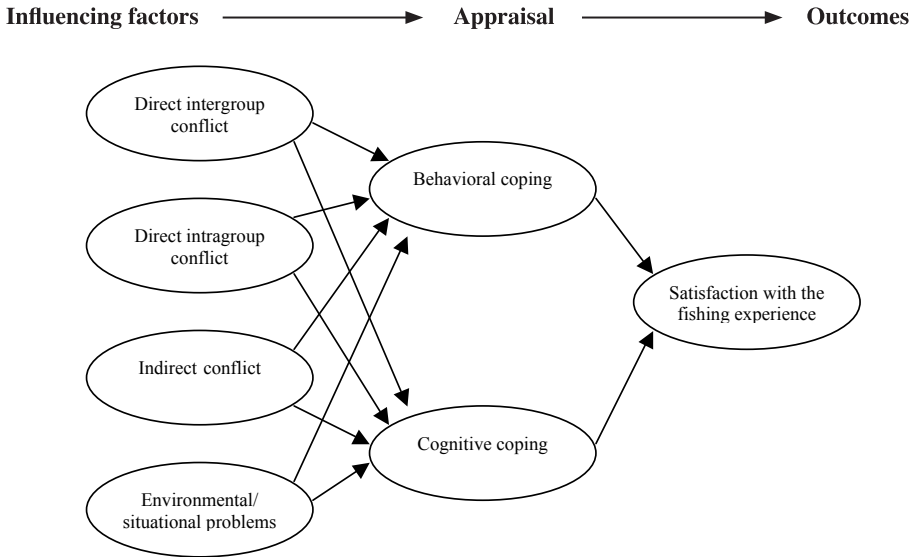 Influencing factors Appraisal Outcomes
Direct intergroup
conflict
Behavioral coping
Direct intragroup
conflict
Satisfaction with the
fishing experience
Indirect conflict
Cognitive coping
Environmental/
situational problems